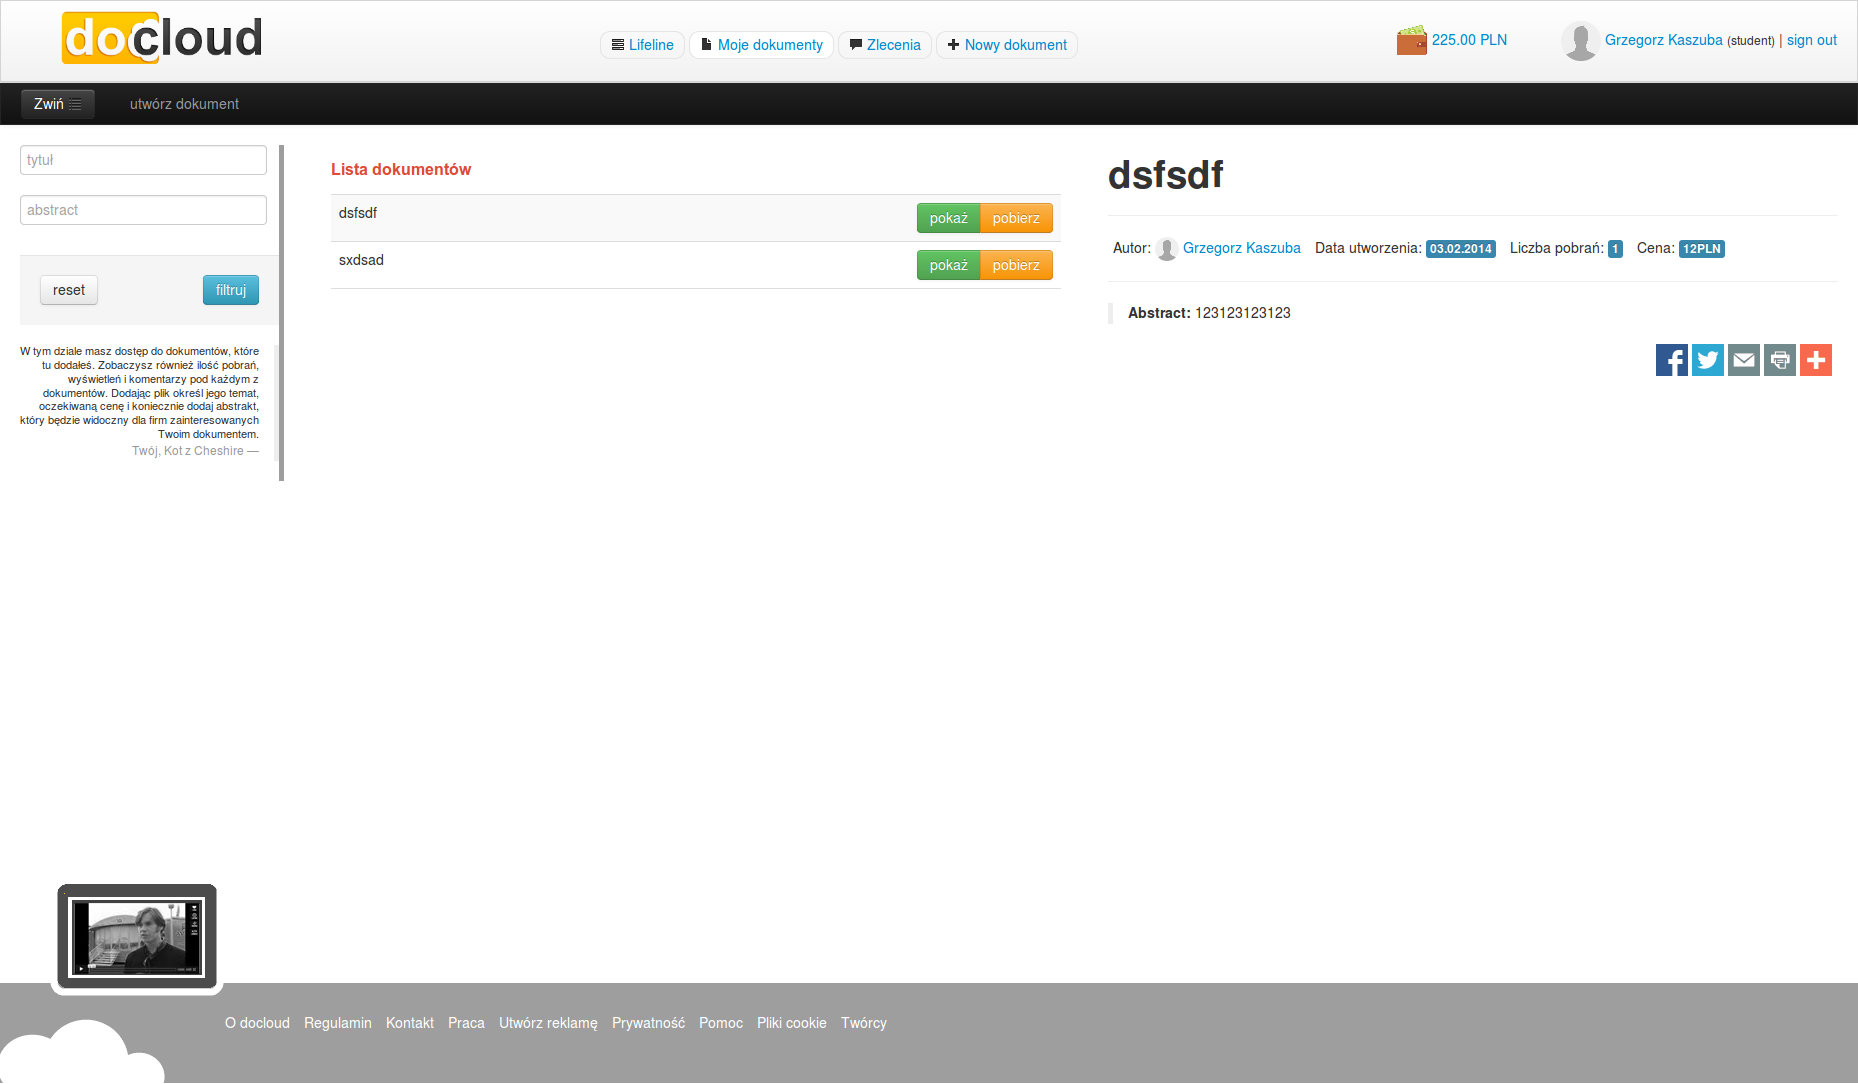 docloud
Lifeline Moje dokumenty Zlecenia Nowy dokument
225.00 PLN
Grzegorz Kaszuba (student) | sign out
Zwiń utwórz dokument
tytuł
abstract
reset filtruj
W tym dziale masz dostęp do dokumentów, które
tu dodałeś. Zobaczysz również ilość pobrań,
wyświetleń i komentarzy pod każdym z
dokumentów. Dodając plik określ jego temat,
oczekiwaną cenę i koniecznie dodaj abstrakt,
który będzie widoczny dla firm zainteresowanych
Twoim dokumentem.
Twój, Kot z Cheshire —
Lista dokumentów
dsfsdf pokaż pobierz
sxdsad pokaż pobierz
dsfsdf
Autor: Grzegorz Kaszuba Data utworzenia: 03.02.2014 Liczba pobrań: 1 Cena: 12PLN
Abstract: 123123123123
O docloud Regulamin Kontakt Praca Utwórz reklamę Prywatność Pomoc Pliki cookie Twórcy